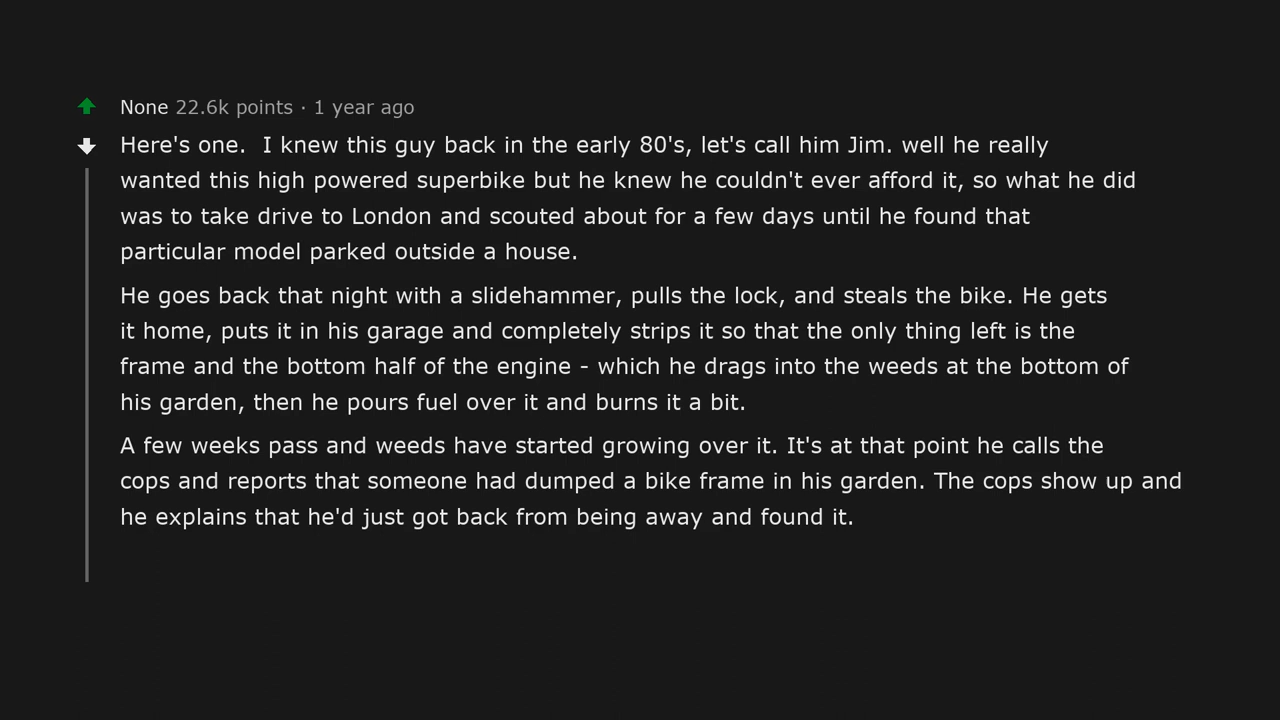 None 22.6k points · 1 year ago
Here's one.  I knew this guy back in the early 80's, let's call him Jim. well he really
wanted this high powered superbike but he knew he couldn't ever afford it, so what he did
was to take drive to London and scouted about for a few days until he found that
particular model parked outside a house.
He goes back that night with a slidehammer, pulls the lock, and steals the bike. He gets
it home, puts it in his garage and completely strips it so that the only thing left is the
frame and the bottom half of the engine - which he drags into the weeds at the bottom of
his garden, then he pours fuel over it and burns it a bit.
A few weeks pass and weeds have started growing over it. It's at that point he calls the
cops and reports that someone had dumped a bike frame in his garden. The cops show up and
he explains that he'd just got back from being away and found it.